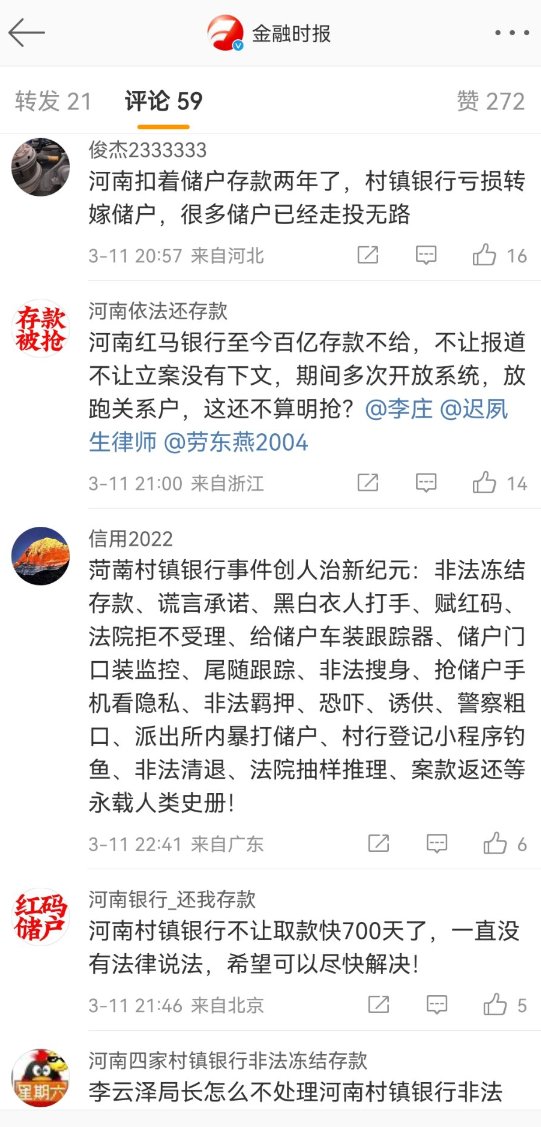 金融时报
转发 21 评论 59 赞 272
俊杰2333333
河南扣着储户存款两年了，村镇银行亏损转
嫁储户，很多储户已经走投无路
3-11 20:57 来自河北 16
存款
被抢
河南依法还存款
河南红马银行至今百亿存款不给，不让报道
不让立案没有下文，期间多次开放系统，放
跑关系户，这还不算明抢？@李庄 @迟夙
生律师 @劳东燕2004
3-11 21:00 来自浙江 14
信用2022
菏萳村镇银行事件创人治新纪元：非法冻结
存款、谎言承诺、黑白衣人打手、赋红码、
法院拒不受理、给储户车装跟踪器、储户门
口装监控、尾随跟踪、非法搜身、抢储户手
机看隐私、非法羁押、恐吓、诱供、警察粗
口、派出所内暴打储户、村行登记小程序钓
鱼、非法清退、法院抽样推理、案款返还等
永载人类史册！
3-11 22:41 来自广东 6
红码
储户
河南银行_还我存款
河南村镇银行不让取款快700天了，一直没
有法律说法，希望可以尽快解决！
3-11 21:46 来自北京 5
星期六
河南四家村镇银行非法冻结存款
李云泽局长怎么不处理河南村镇银行非法